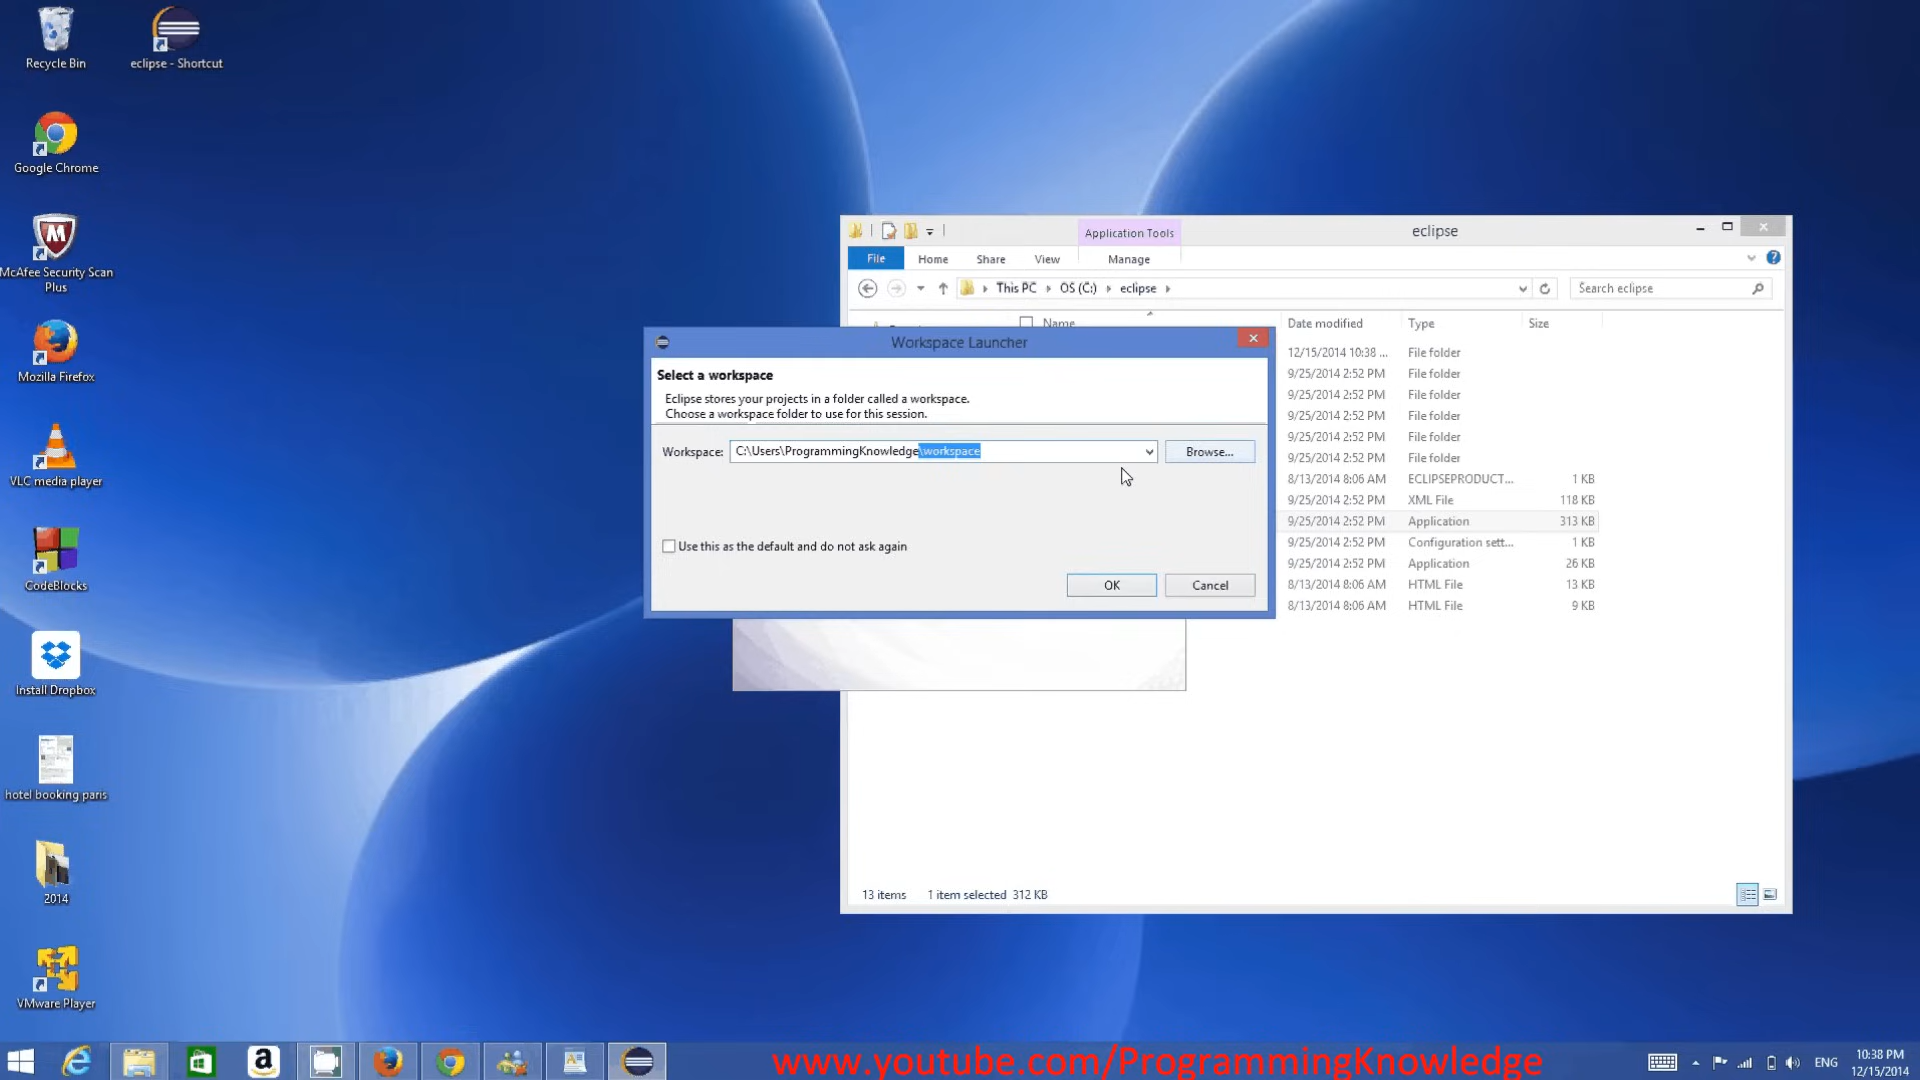 Recycle Bin
eclipse - Shortcut
Google Chrome
McAfee Security Scan
Plus
Mozilla Firefox
VLC media player
CodeBlocks
Install Dropbox
hotel booking paris
2014
VMware Player
Application Tools
eclipse
File
Home
Share
View
Manage
This PC
OS (C:)
eclipse
Search eclipse
Name
Date modified
Type
Size
12/15/2014 10:38 ...
File folder
9/25/2014 2:52 PM
File folder
9/25/2014 2:52 PM
File folder
9/25/2014 2:52 PM
File folder
9/25/2014 2:52 PM
File folder
9/25/2014 2:52 PM
File folder
8/13/2014 8:06 AM
ECLIPSEPRODUCT...
1 KB
9/25/2014 2:52 PM
XML File
118 KB
9/25/2014 2:52 PM
Application
313 KB
9/25/2014 2:52 PM
Configuration sett...
1 KB
9/25/2014 2:52 PM
Application
26 KB
8/13/2014 8:06 AM
HTML File
13 KB
8/13/2014 8:06 AM
HTML File
9 KB
13 items
1 item selected 312 KB
Workspace Launcher
Select a workspace
Eclipse stores your projects in a folder called a workspace.
Choose a workspace folder to use for this session.
Workspace:
C:\Users\ProgrammingKnowledge\workspace
Browse...
Use this as the default and do not ask again
OK
Cancel
www.youtube.com/ProgrammingKnowledge
ENG
10:38 PM
12/15/2014